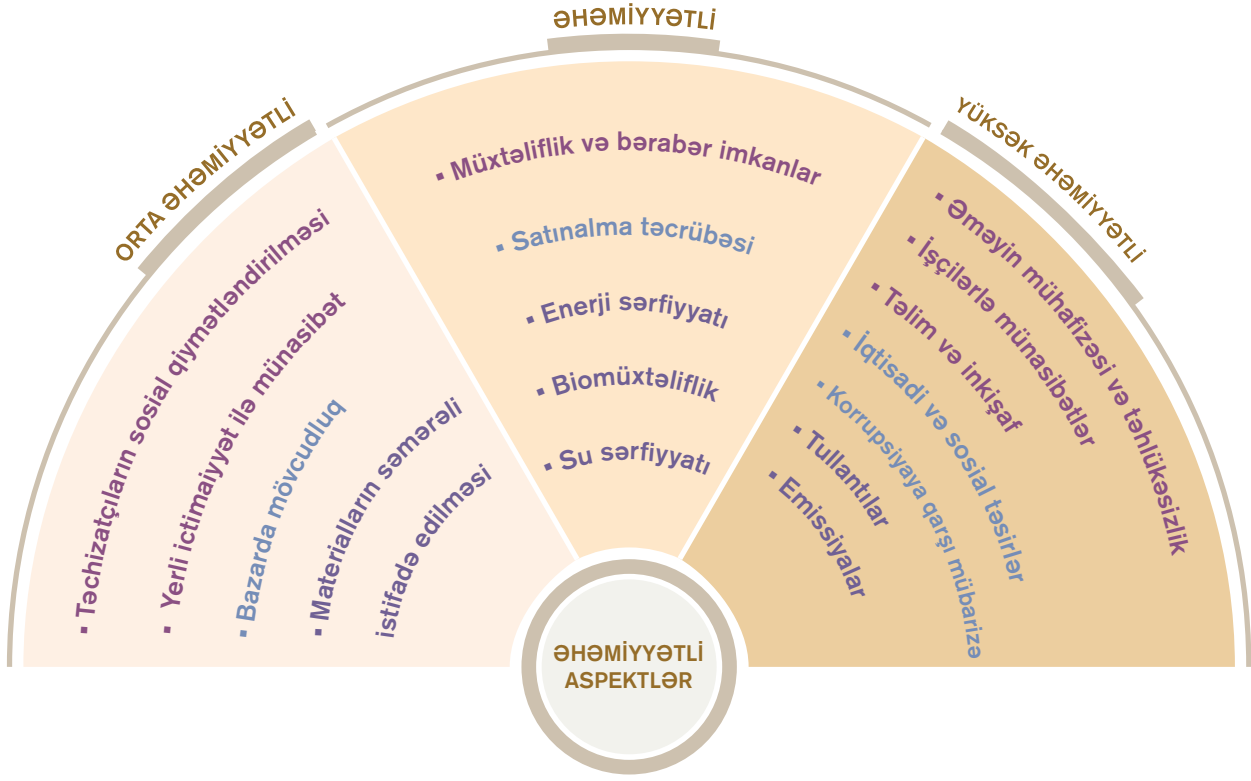 ORTA ƏHƏMİYYƏTLİ
▪ Təchizatçıların sosial qiymətləndirilməsi
▪ Yerli ictimaiyyət ilə münasibət
▪ Bazarda mövcudluq
▪ Materialların səmərəli
istifadə edilməsi
ƏHƏMİYYƏTLİ
▪ Müxtəliflik və bərabər imkanlar
▪ Satınalma təcrübəsi
▪ Enerji sərfiyyatı
▪ Biomüxtəliflik
▪ Su sərfiyyatı
YÜKSƏK ƏHƏMİYYƏTLİ
▪ Əməyin mühafizəsi və təhlükəsizlik
▪ İşçilərlə münasibətlər
▪ Təlim və inkişaf
▪ İqtisadi və sosial təsirlər
▪ Korrupsiyaya qarşı mübarizə
▪ Tullantılar
▪ Emissiyalar
ƏHƏMİYYƏTLİ
ASPEKTLƏR